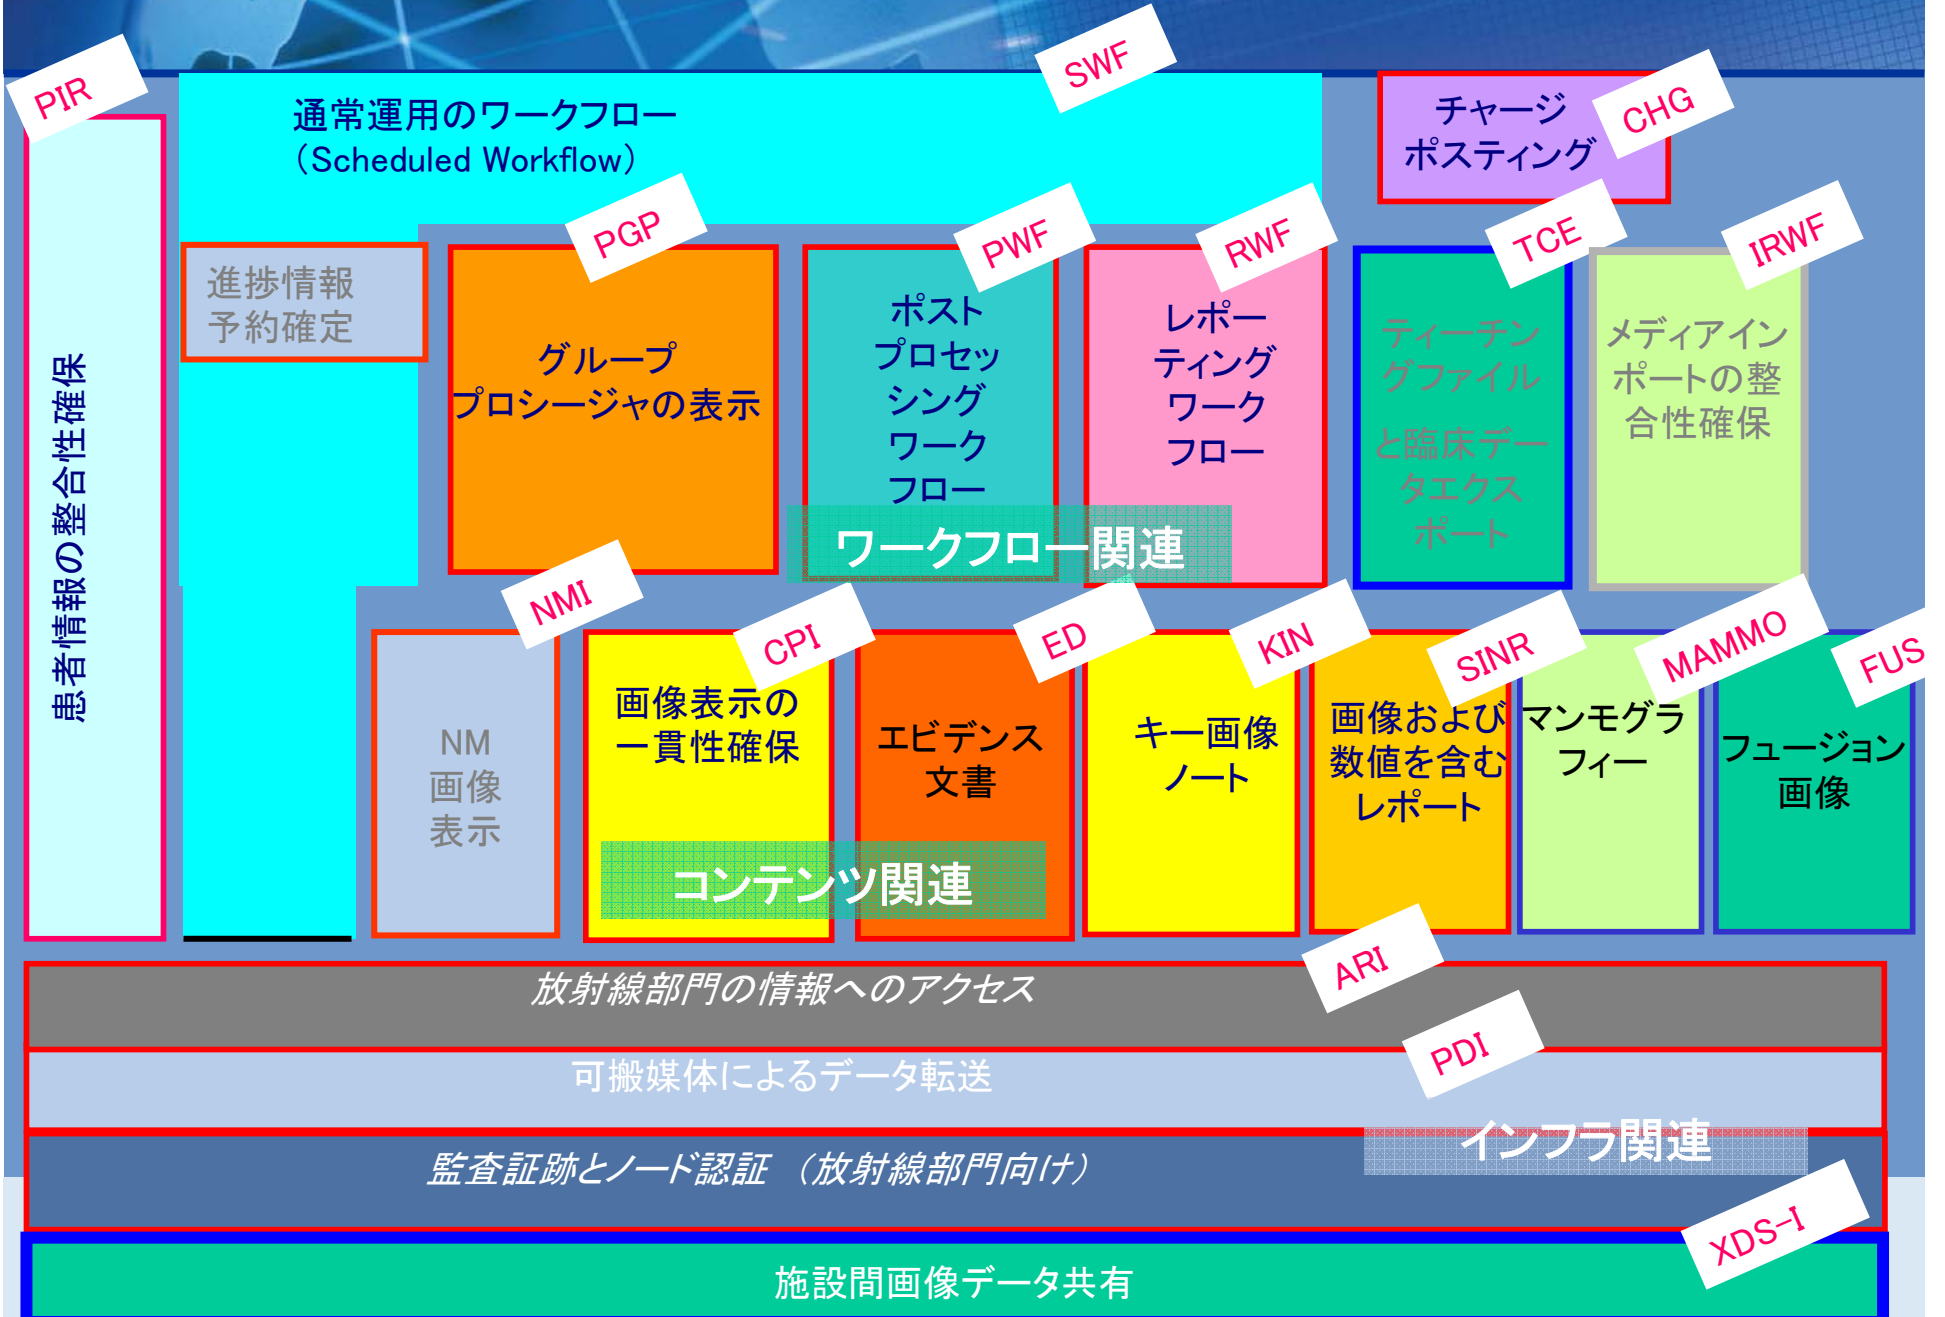 PIR
患者情報の整合性確保
SWF
通常運用のワークフロー
（Scheduled Workflow）
CHG
チャージ
ポスティング
進捗情報
予約確定
PGP
グループ
プロシージャの表示
PWF
ポスト
プロセッ
シング
ワーク
フロー
RWF
レポー
ティング
ワーク
フロー
TCE
ティーチン
グファイル
と臨床デー
タエクス
ポート
IRWF
メディアイン
ポートの整
合性確保
ワークフロー関連
NMI
NM
画像
表示
CPI
画像表示の
一貫性確保
ED
エビデンス
文書
KIN
キー画像
ノート
SINR
画像および
数値を含む
レポート
MAMMO
マンモグラ
フィー
FUS
フュージョン
画像
コンテンツ関連
ARI
放射線部門の情報へのアクセス
PDI
可搬媒体によるデータ転送
インフラ関連
監査証跡とノード認証 （放射線部門向け）
XDS-I
施設間画像データ共有